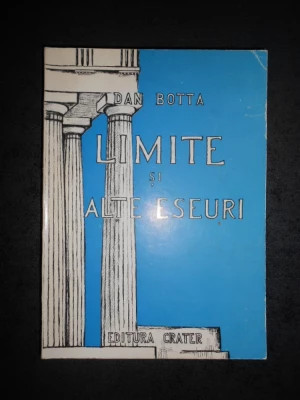 DAN BOTTA
LIMITE
ȘI
ALTE ESEURI
EDITURA CRATER